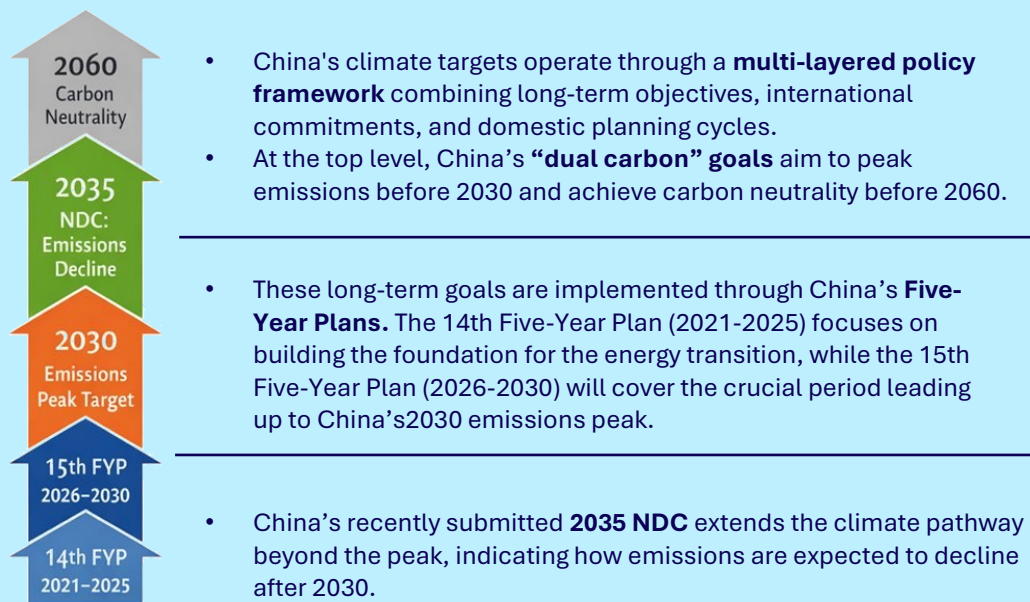 2060
Carbon
Neutrality
2035
NDC:
Emissions
Decline
2030
Emissions
Peak Target
15th FYP
2026–2030
14th FYP
2021–2025
• China's climate targets operate through a multi-layered policy
framework combining long-term objectives, international
commitments, and domestic planning cycles.
• At the top level, China’s “dual carbon” goals aim to peak
emissions before 2030 and achieve carbon neutrality before 2060.
• These long-term goals are implemented through China’s Five-
Year Plans. The 14th Five-Year Plan (2021-2025) focuses on
building the foundation for the energy transition, while the 15th
Five-Year Plan (2026-2030) will cover the crucial period leading
up to China’s2030 emissions peak.
• China’s recently submitted 2035 NDC extends the climate pathway
beyond the peak, indicating how emissions are expected to decline
after 2030.